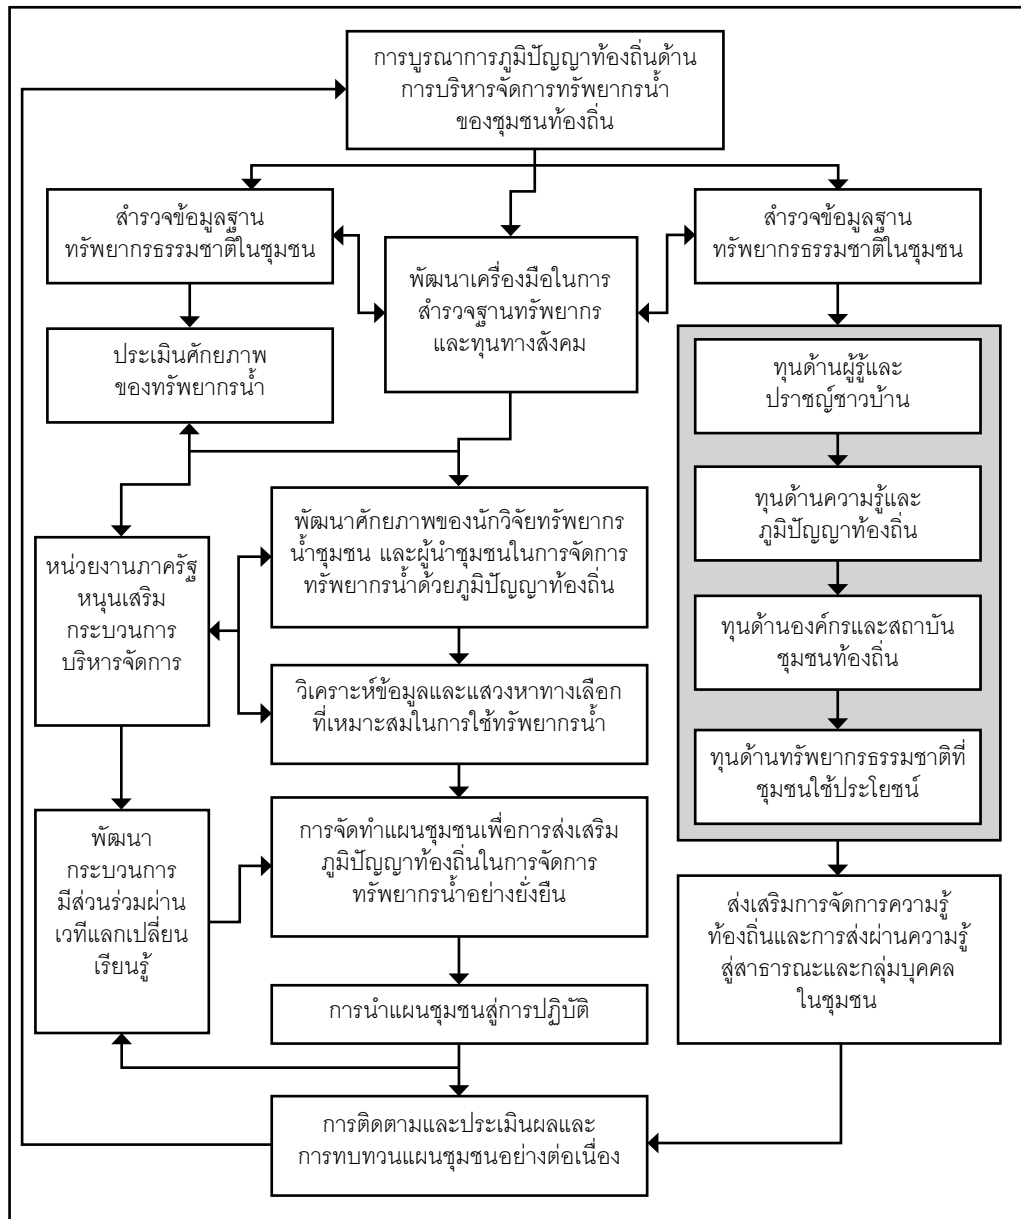 การบูรณาการภูมิปัญญาท้องถิ่นด้าน
การบริหารจัดการทรัพยากรน้ำ
ของชุมชนท้องถิ่น
สำรวจข้อมูลฐาน
ทรัพยากรธรรมชาติในชุมชน
พัฒนาเครื่องมือในการ
สำรวจฐานทรัพยากร
และทุนทางสังคม
สำรวจข้อมูลฐาน
ทรัพยากรธรรมชาติในชุมชน
ประเมินศักยภาพ
ของทรัพยากรน้ำ
ทุนด้านผู้รู้และ
ปราชญ์ชาวบ้าน
ทุนด้านความรู้และ
ภูมิปัญญาท้องถิ่น
ทุนด้านองค์กรและสถาบัน
ชุมชนท้องถิ่น
ทุนด้านทรัพยากรธรรมชาติที่
ชุมชนใช้ประโยชน์
หน่วยงานภาครัฐ
หนุนเสริม
กระบวนการ
บริหารจัดการ
พัฒนาศักยภาพของนักวิจัยทรัพยากร
น้ำชุมชน และผู้นำชุมชนในการจัดการ
ทรัพยากรน้ำด้วยภูมิปัญญาท้องถิ่น
วิเคราะห์ข้อมูลและแสวงหาทางเลือก
ที่เหมาะสมในการใช้ทรัพยากรน้ำ
พัฒนา
กระบวนการ
มีส่วนร่วมผ่าน
เวทีแลกเปลี่ยน
เรียนรู้
การจัดทำแผนชุมชนเพื่อการส่งเสริม
ภูมิปัญญาท้องถิ่นในการจัดการ
ทรัพยากรน้ำอย่างยั่งยืน
ส่งเสริมการจัดการความรู้
ท้องถิ่นและการส่งผ่านความรู้
สู่สาธารณะและกลุ่มบุคคล
ในชุมชน
การนำแผนชุมชนสู่การปฏิบัติ
การติดตามและประเมินผลและ
การทบทวนแผนชุมชนอย่างต่อเนื่อง